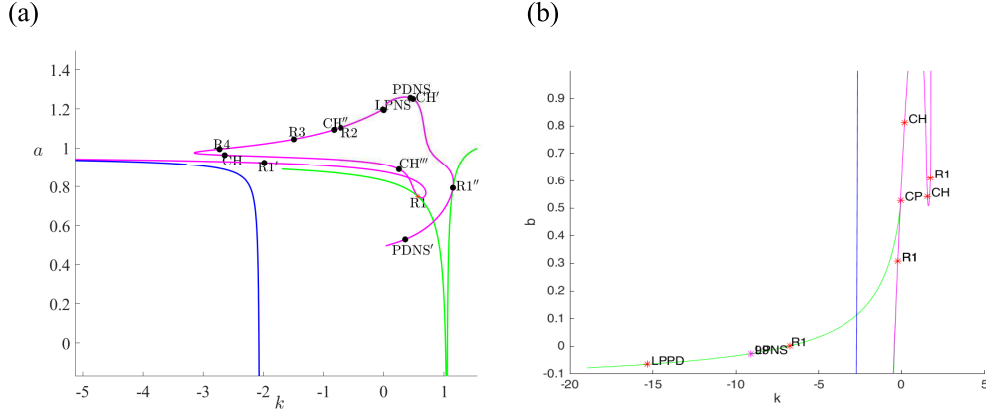 (a)
(b)
1.4
1.2
1
0.8
0.6
0.4
0.2
0
a
-5
-4
-3
-2
-1
0
1
k
PDNS
CH'
LPNS
CH''
R2
R3
R4
CH
R1'
CH'''
R1
R1''
PDNS'
0.9
0.8
0.7
0.6
0.5
0.4
0.3
0.2
0.1
0
-0.1
b
-20
-15
-10
-5
0
5
k
CH
R1
CH
CP
R1
R1
LPNS
LPPD